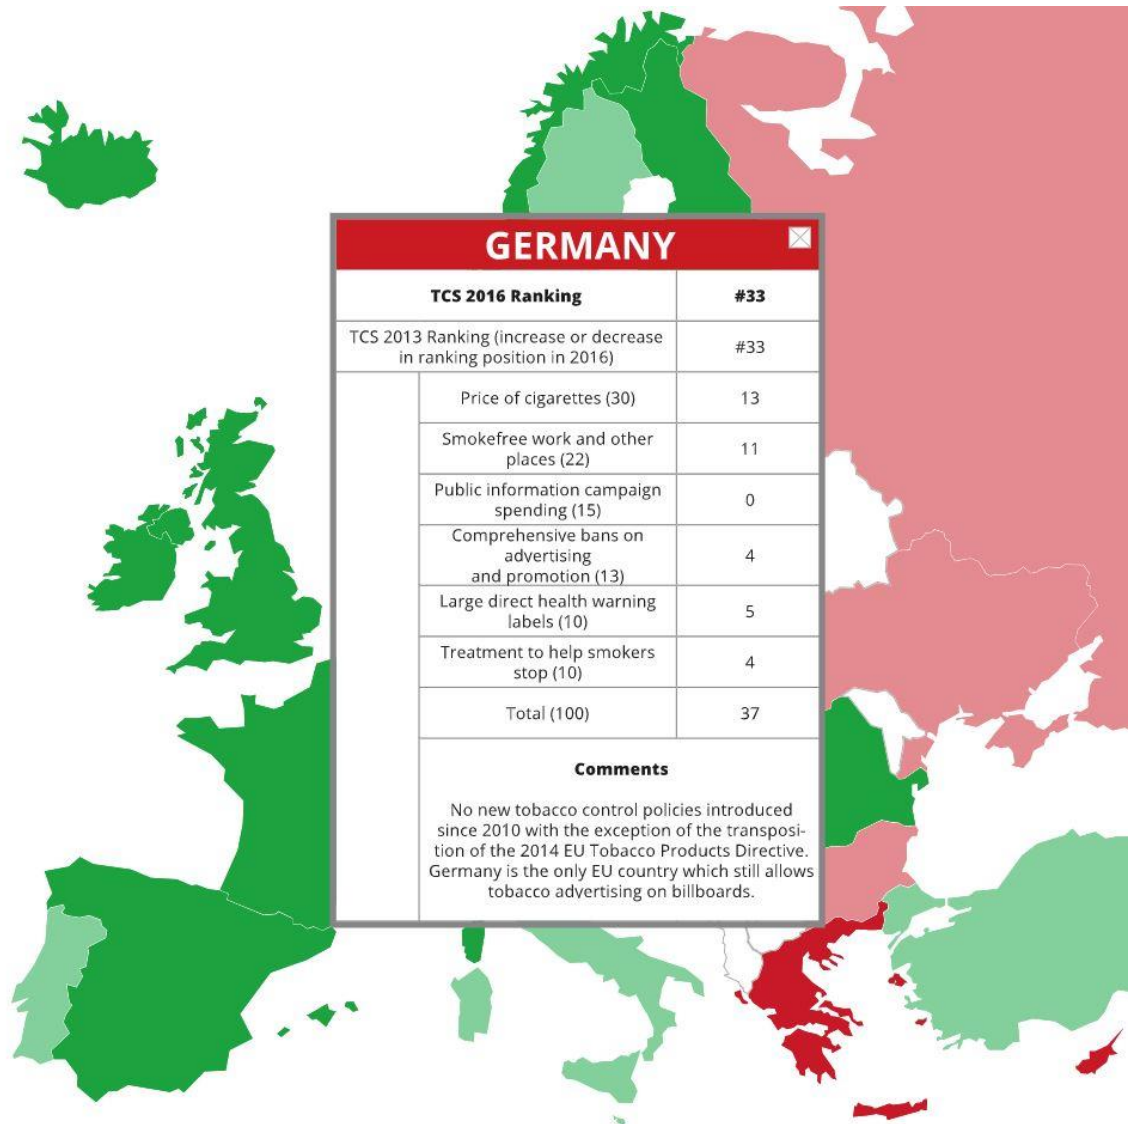 GERMANY
TCS 2016 Ranking #33
TCS 2013 Ranking (increase or decrease
in ranking position in 2016) #33
Price of cigarettes (30) 13
Smokefree work and other
places (22) 11
Public information campaign
spending (15) 0
Comprehensive bans on
advertising
and promotion (13) 4
Large direct health warning
labels (10) 5
Treatment to help smokers
stop (10) 4
Total (100) 37
Comments
No new tobacco control policies introduced
since 2010 with the exception of the transposi-
tion of the 2014 EU Tobacco Products Directive.
Germany is the only EU country which still allows
tobacco advertising on billboards.